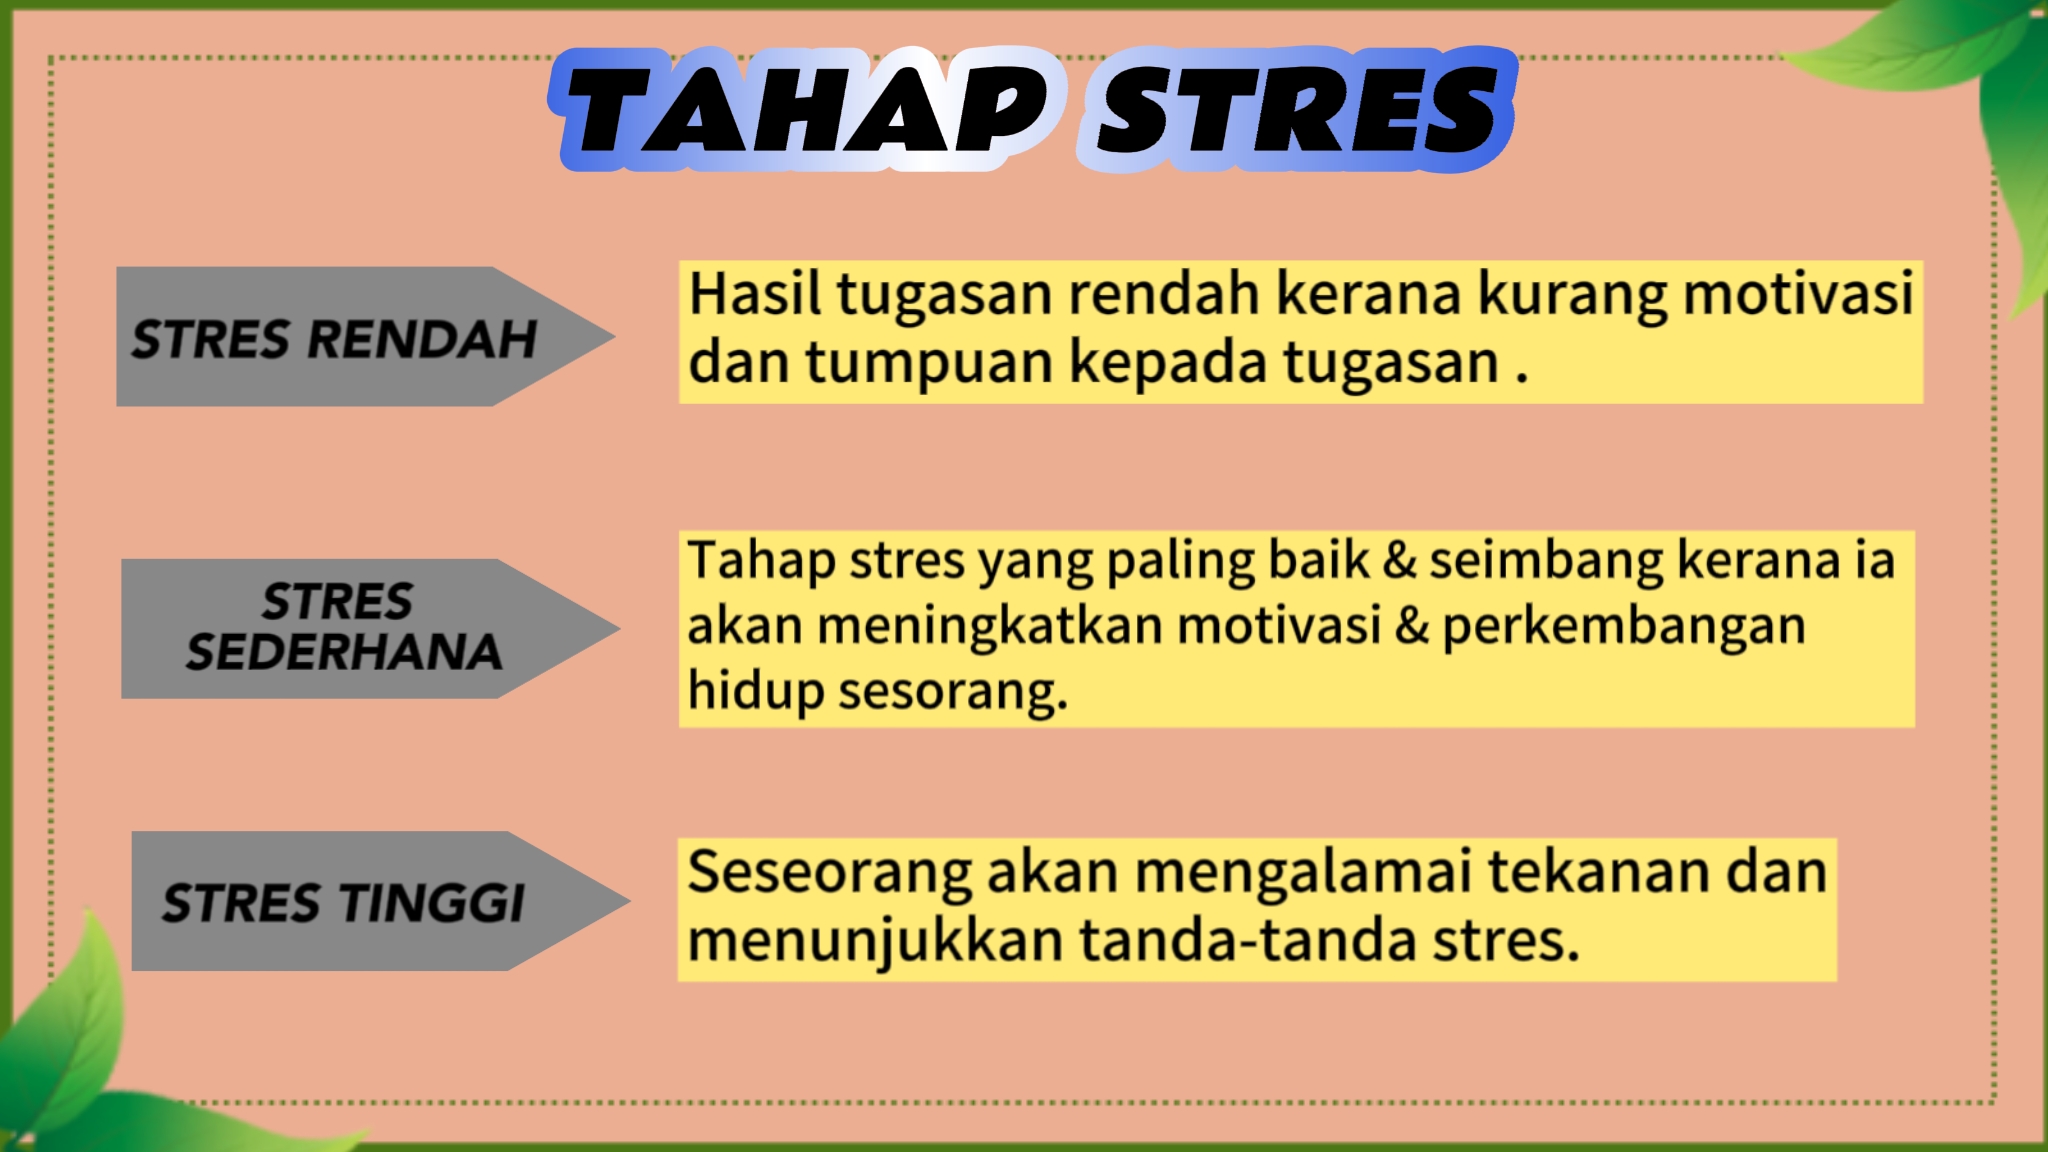 TAHAP STRES
STRES RENDAH
Hasil tugasan rendah kerana kurang motivasi
dan tumpuan kepada tugasan .
STRES
SEDERHANA
Tahap stres yang paling baik & seimbang kerana ia
akan meningkatkan motivasi & perkembangan
hidup sesorang.
STRES TINGGI
Seseorang akan mengalamai tekanan dan
menunjukkan tanda-tanda stres.